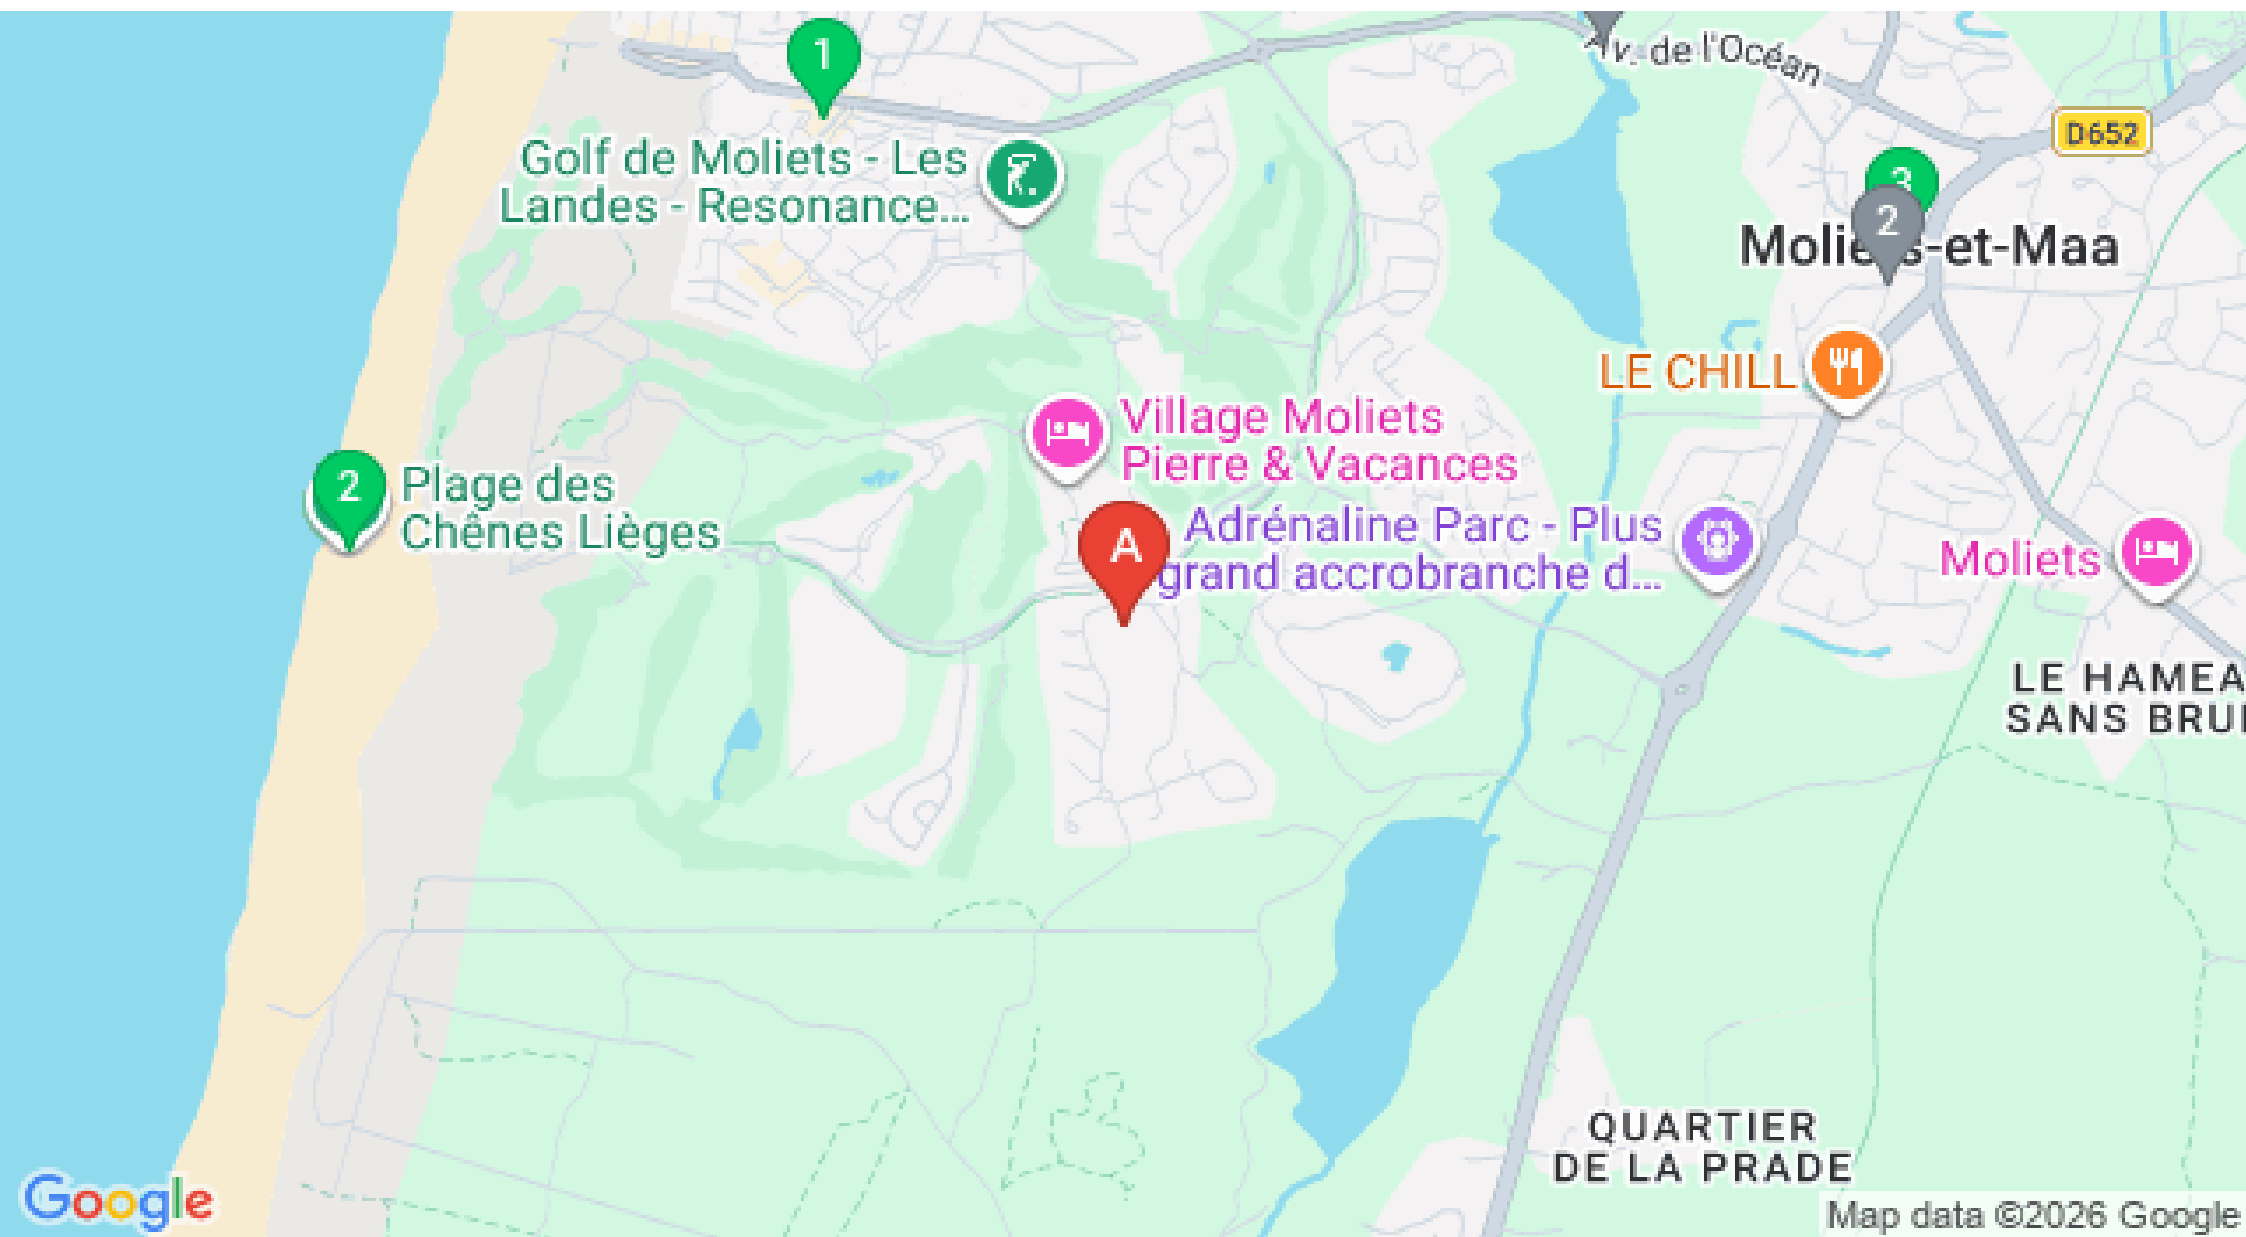 1
Av. de l'Océan
D652
Golf de Moliets - Les
Landes - Resonance...
3
2
Moliets-et-Maa
LE CHILL
Village Moliets
Pierre & Vacances
2
Plage des
Chênes Lièges
A
Adrénaline Parc - Plus
grand accrobranche d...
Moliets
LE HAMEA
SANS BRUI
QUARTIER
DE LA PRADE
Google
Map data ©2026 Google